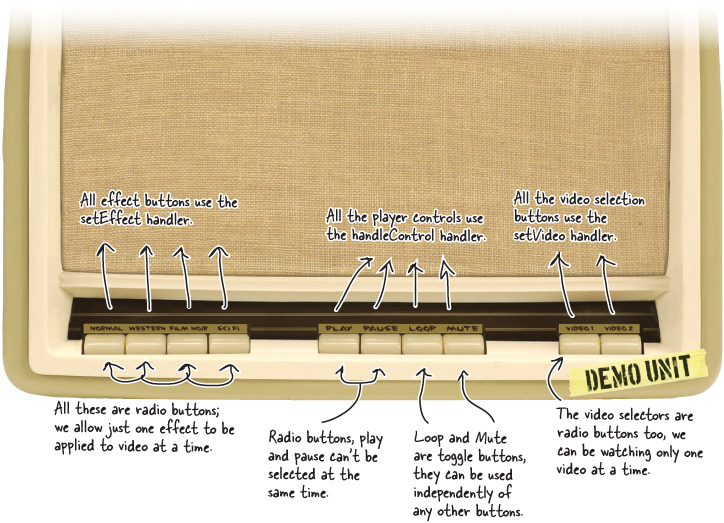 All effect buttons use the
setEffect handler.
All the player controls use
the handleControl handler.
All the video selection
buttons use the
setVideo handler.
NORMAL WESTERN FILM NOIR SCI FI
PLAY PAUSE LOOP MUTE
VIDEO 1 VIDEO 2
DEMO UNIT
All these are radio buttons;
we allow just one effect to be
applied to video at a time.
Radio buttons, play
and pause can't be
selected at the
same time.
Loop and Mute
are toggle buttons,
they can be used
independently of
any other buttons.
The video selectors are
radio buttons too, we
can be watching only one
video at a time.